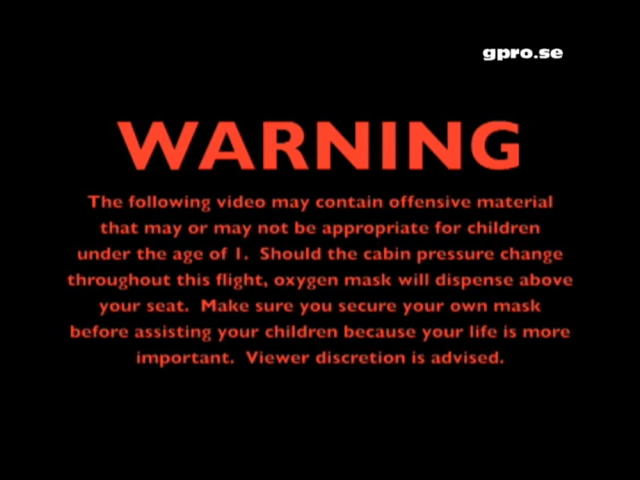 gpro.se
WARNING
The following video may contain offensive material
that may or may not be appropriate for children
under the age of 1. Should the cabin pressure change
throughout this flight, oxygen mask will dispense above
your seat. Make sure you secure your own mask
before assisting your children because your life is more
important. Viewer discretion is advised.